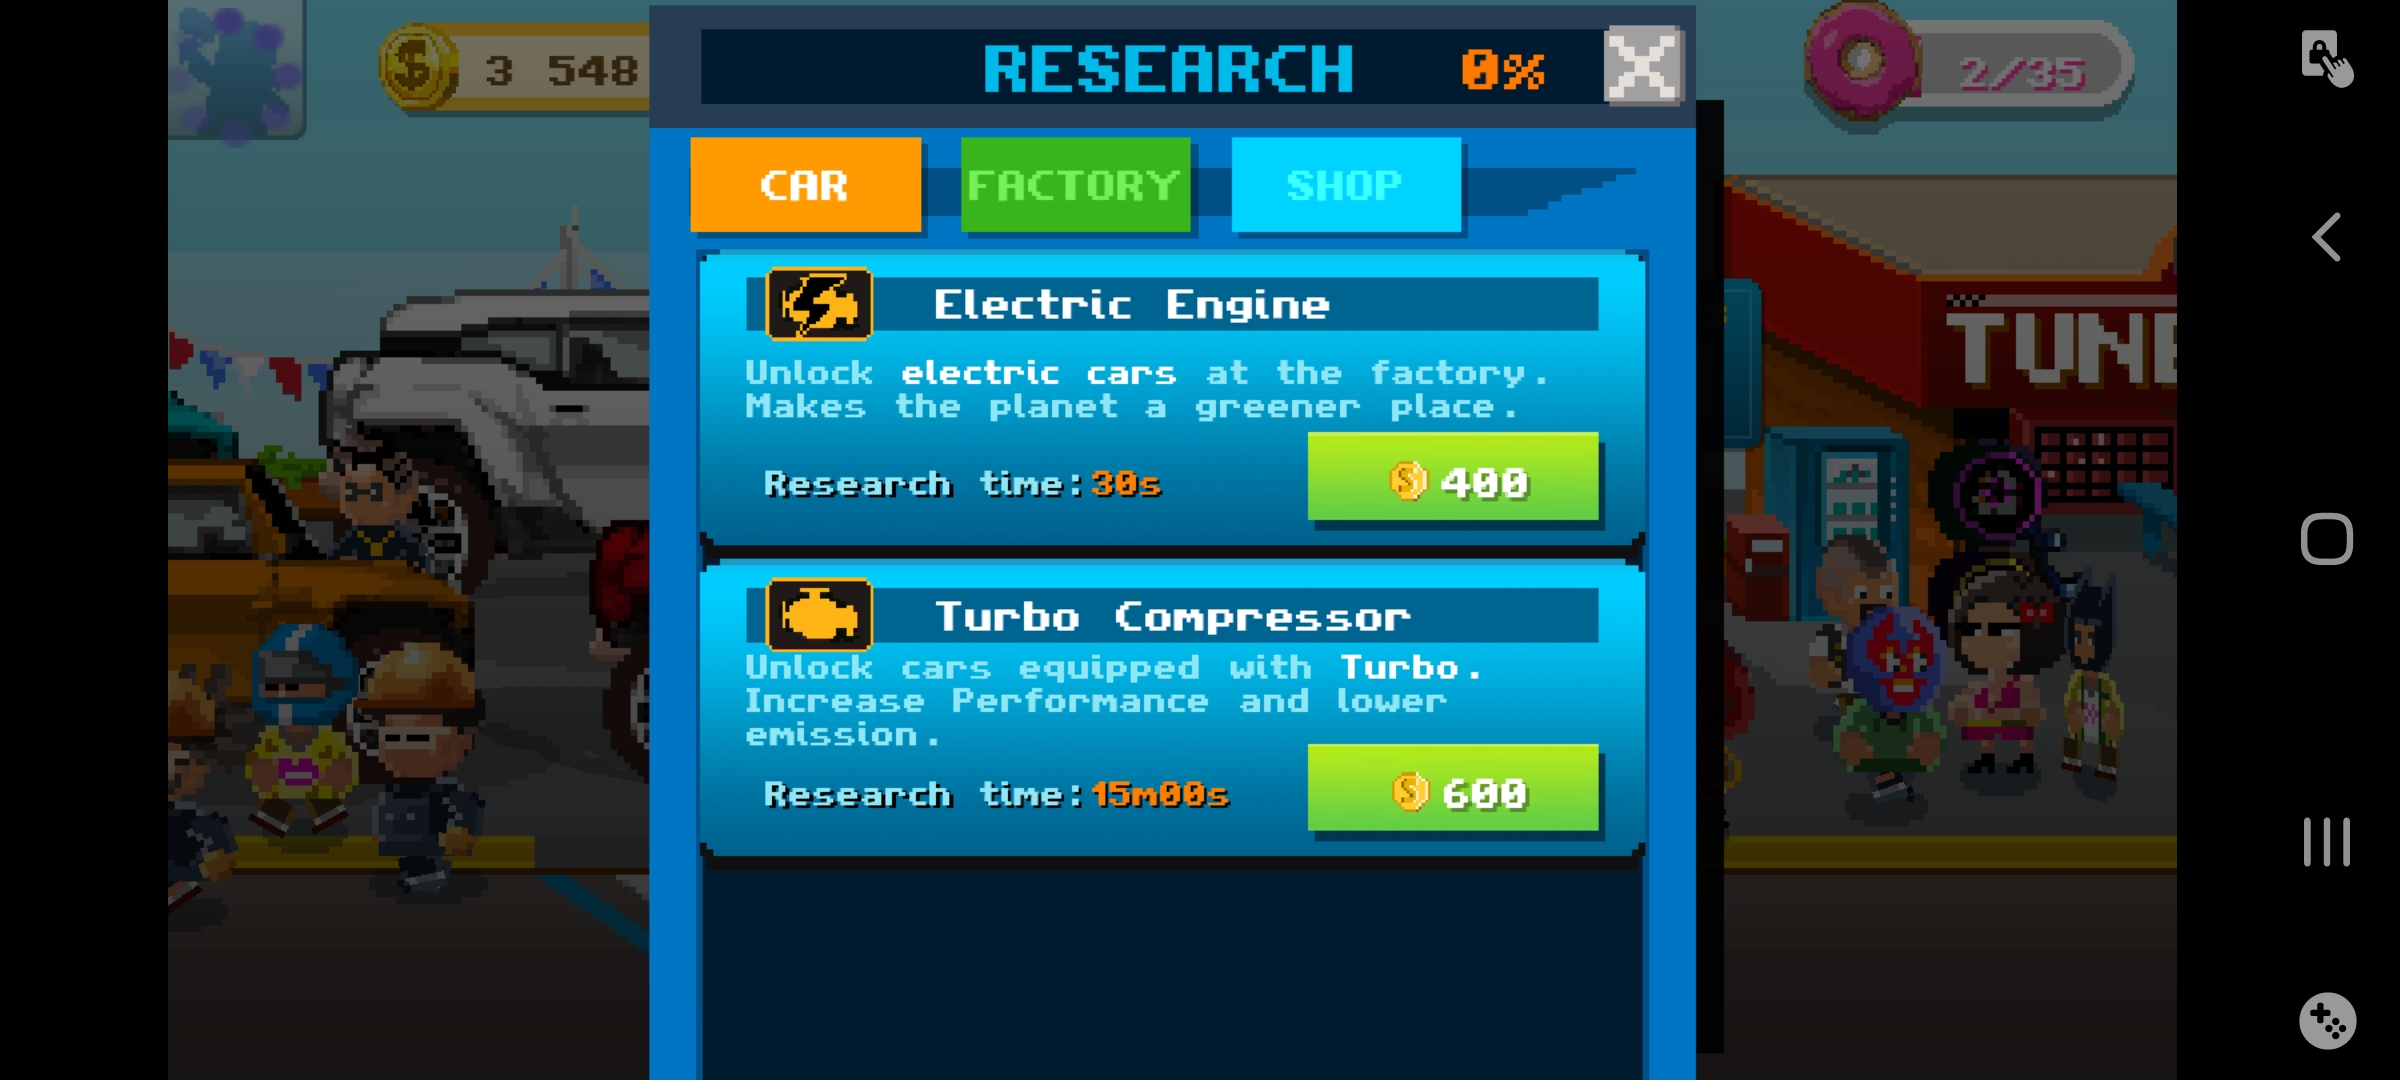 3 548
RESEARCH
0%
2/35
CAR
FACTORY
SHOP
Electric Engine
Unlock electric cars at the factory.
Makes the planet a greener place.
Research time:30s
400
Turbo Compressor
Unlock cars equipped with Turbo.
Increase Performance and lower
emission.
Research time:15m00s
600
TUNE